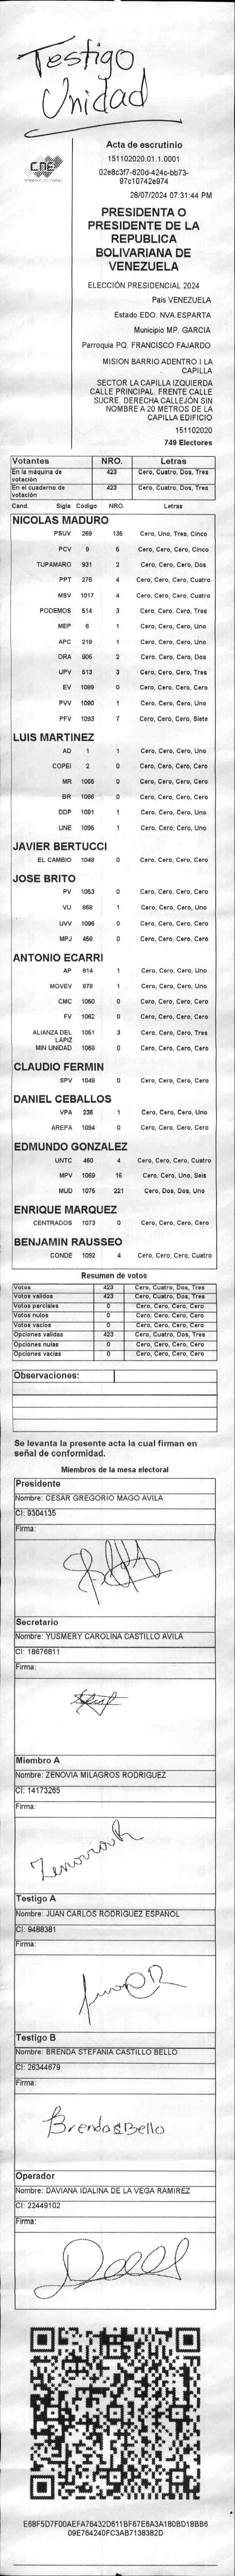 Testigo
Unidad
CNE
Acta de escrutinio
151102020.01.1.0001
02e8c3f7-620d-424c-bb73-
97c10742e974
28/07/2024 07:31:44 PM
PRESIDENTA O
PRESIDENTE DE LA
REPUBLICA
BOLIVARIANA DE
VENEZUELA
ELECCIÓN PRESIDENCIAL 2024
Pais VENEZUELA
Estado EDO. NVA.ESPARTA
Municipio MP. GARCIA
Parroquia PQ. FRANCISCO FAJARDO
MISION BARRIO ADENTRO I LA
CAPILLA
SECTOR LA CAPILLA IZQUIERDA
CALLE PRINCIPAL. FRENTE CALLE
SUCRE. DERECHA CALLEJÓN SIN
NOMBRE A 20 METROS DE LA
CAPILLA EDIFICIO
151102020
749 Electores
Votantes NRO. Letras
En la máquina de votación 423 Cero, Cuatro, Dos, Tres
En el cuaderno de votación 423 Cero, Cuatro, Dos, Tres
Cand. Sigla Código NRO. Letras
NICOLAS MADURO
PSUV 269 135 Cero, Uno, Tres, Cinco
PCV 9 5 Cero, Cero, Cero, Cinco
TUPAMARO 931 2 Cero, Cero, Cero, Dos
PPT 276 4 Cero, Cero, Cero, Cuatro
MSV 1017 4 Cero, Cero, Cero, Cuatro
PODEMOS 514 3 Cero, Cero, Cero, Tres
MEP 6 1 Cero, Cero, Cero, Uno
APC 219 1 Cero, Cero, Cero, Uno
ORA 906 2 Cero, Cero, Cero, Dos
UPV 513 3 Cero, Cero, Cero, Tres
EV 1089 0 Cero, Cero, Cero, Cero
PVV 1090 1 Cero, Cero, Cero, Uno
PFV 1093 7 Cero, Cero, Cero, Siete
LUIS MARTINEZ
AD 1 1 Cero, Cero, Cero, Uno
COPEI 2 0 Cero, Cero, Cero, Cero
MR 1065 0 Cero, Cero, Cero, Cero
BR 1066 0 Cero, Cero, Cero, Cero
DDP 1091 1 Cero, Cero, Cero, Uno
UNE 1095 1 Cero, Cero, Cero, Uno
JAVIER BERTUCCI
EL CAMBIO 1048 0 Cero, Cero, Cero, Cero
JOSE BRITO
PV 1053 0 Cero, Cero, Cero, Cero
VU 868 1 Cero, Cero, Cero, Uno
UVV 1096 0 Cero, Cero, Cero, Cero
MPJ 458 0 Cero, Cero, Cero, Cero
ANTONIO ECARRI
AP 814 1 Cero, Cero, Cero, Uno
MOVEV 878 1 Cero, Cero, Cero, Uno
CMC 1050 0 Cero, Cero, Cero, Cero
FV 1062 0 Cero, Cero, Cero, Cero
ALIANZA DEL LAPIZ 1051 3 Cero, Cero, Cero, Tres
MIN UNIDAD 1068 0 Cero, Cero, Cero, Cero
CLAUDIO FERMIN
SPV 1049 0 Cero, Cero, Cero, Cero
DANIEL CEBALLOS
VPA 236 1 Cero, Cero, Cero, Uno
AREPA 1094 0 Cero, Cero, Cero, Cero
EDMUNDO GONZALEZ
UNTC 460 4 Cero, Cero, Cero, Cuatro
MPV 1069 16 Cero, Cero, Uno, Seis
MUD 1075 221 Cero, Dos, Dos, Uno
ENRIQUE MARQUEZ
CENTRADOS 1073 0 Cero, Cero, Cero, Cero
BENJAMIN RAUSSEO
CONDE 1092 4 Cero, Cero, Cero, Cuatro
Resumen de votos
Votos 423 Cero, Cuatro, Dos, Tres
Votos validos 423 Cero, Cuatro, Dos, Tres
Votos parciales 0 Cero, Cero, Cero, Cero
Votos nulos 0 Cero, Cero, Cero, Cero
Votos vacios 0 Cero, Cero, Cero, Cero
Opciones validas 423 Cero, Cuatro, Dos, Tres
Opciones nulas 0 Cero, Cero, Cero, Cero
Opciones vacias 0 Cero, Cero, Cero, Cero
Observaciones:
Se levanta la presente acta la cual firman en
señal de conformidad.
Miembros de la mesa electoral
Presidente
Nombre: CESAR GREGORIO MAGO AVILA
CI: 9304135
Firma:
Secretario
Nombre: YUSMERY CAROLINA CASTILLO AVILA
CI: 18676811
Firma:
Miembro A
Nombre: ZENOVIA MILAGROS RODRIGUEZ
CI: 14173265
Firma:
Testigo A
Nombre: JUAN CARLOS RODRIGUEZ ESPAÑOL
CI: 9488381
Firma:
Testigo B
Nombre: BRENDA STEFANIA CASTILLO BELLO
CI: 26344679
Firma:
BrendasBello
Operador
Nombre: DAVIANA IDALINA DE LA VEGA RAMIREZ
CI: 22449102
Firma:
E68F5D7F00AEFA76432D611BF67E6A3A180BD18BB6
09E764240FC3AB7138382D